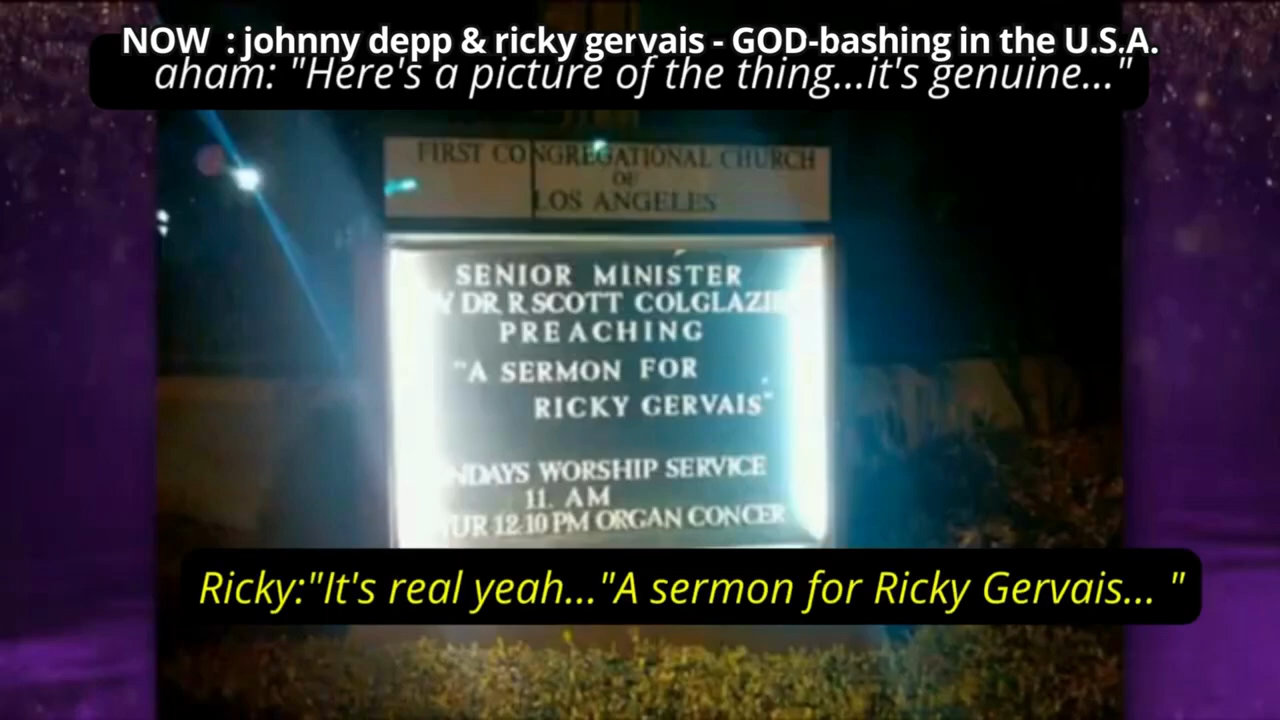 NOW : johnny depp & ricky gervais - GOD-bashing in the U.S.A.
aham: "Here's a picture of the thing...it's genuine..."
FIRST CONGREGATIONAL CHURCH
OF
LOS ANGELES
SENIOR MINISTER
DR. R SCOTT
PREACHING
"A SERMON FOR
RICKY GERVAIS"
WORSHIP SERVICE
11. AM
12:10 PM ORGAN
Ricky:"It's real yeah..."A sermon for Ricky Gervais... "